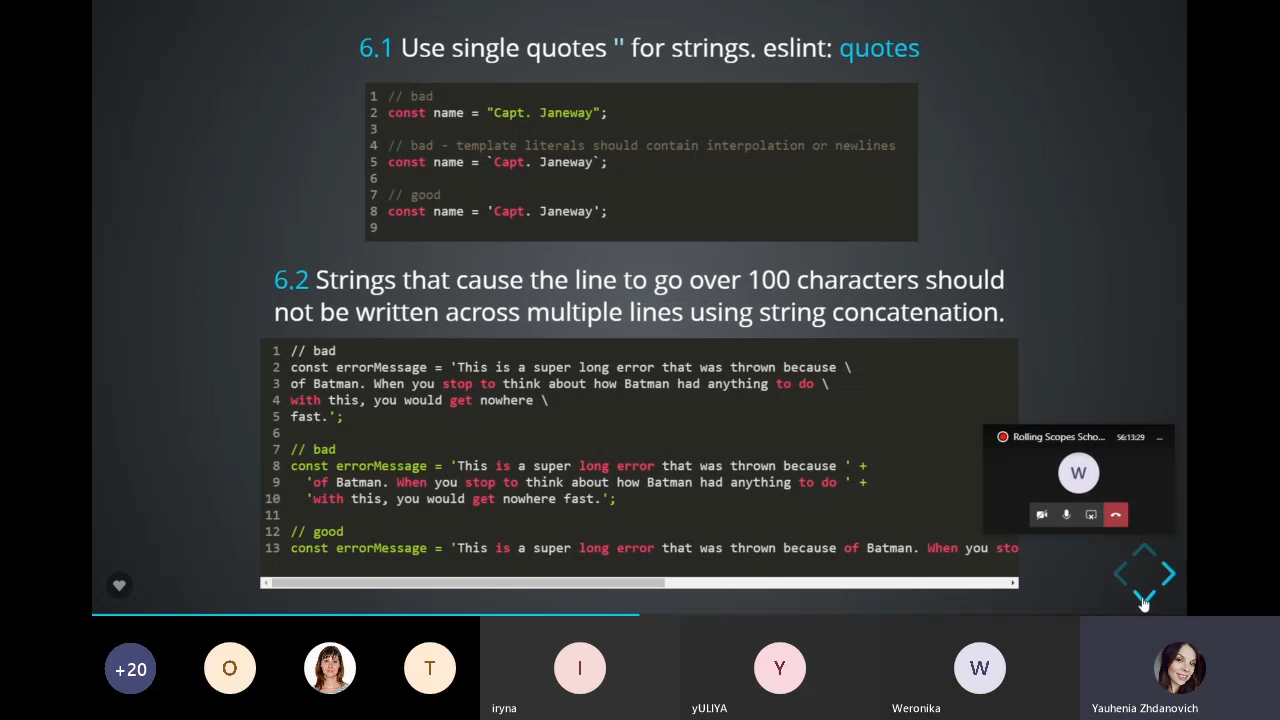 6.1 Use single quotes '' for strings. eslint: quotes
1 // bad
2 const name = "Capt. Janeway";
3
4 // bad - template literals should contain interpolation or newlines
5 const name = `Capt. Janeway`;
6
7 // good
8 const name = 'Capt. Janeway';
9
6.2 Strings that cause the line to go over 100 characters should
not be written across multiple lines using string concatenation.
1 // bad
2 const errorMessage = 'This is a super long error that was thrown because \
3 of Batman. When you stop to think about how Batman had anything to do \
4 with this, you would get nowhere \
5 fast.';
6
7 // bad
8 const errorMessage = 'This is a super long error that was thrown because ' +
9 'of Batman. When you stop to think about how Batman had anything to do ' +
10 'with this, you would get nowhere fast.';
11
12 // good
13 const errorMessage = 'This is a super long error that was thrown because of Batman. When you sto
Rolling Scopes Scho... 56:13:29
W
+20
O
T
I
Y
W
iryna
yULIYA
Weronika
Yauhenia Zhdanovich